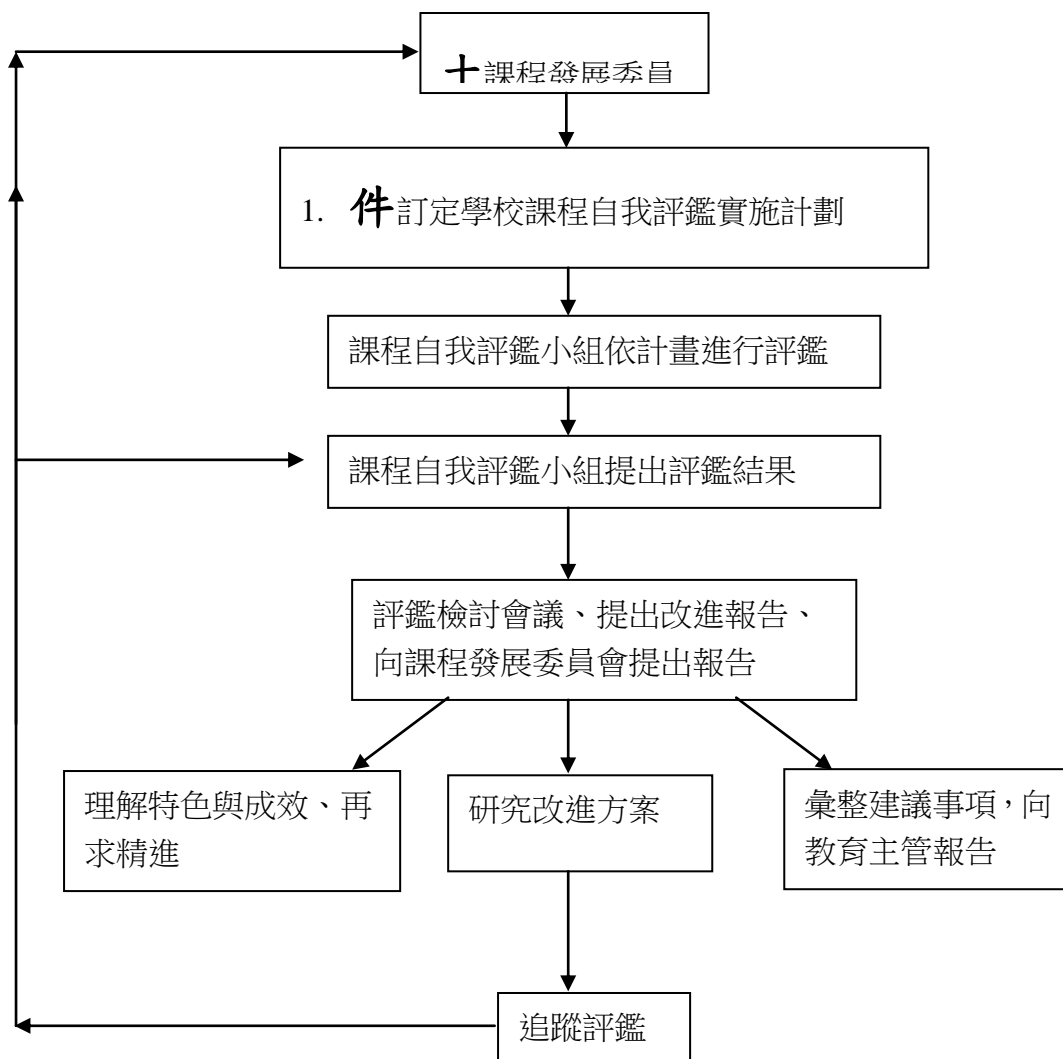 十課程發展委員
1. 件訂定學校課程自我評鑑實施計劃
課程自我評鑑小組依計畫進行評鑑
課程自我評鑑小組提出評鑑結果
評鑑檢討會議、提出改進報告、
向課程發展委員會提出報告
理解特色與成效、再
求精進
研究改進方案
彙整建議事項,向
教育主管報告
追蹤評鑑